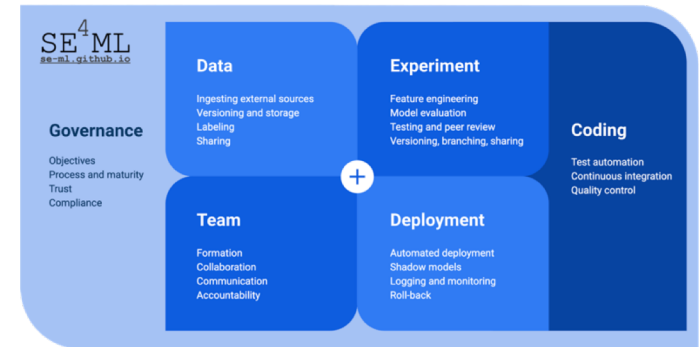 SE4ML
se-ml.github.io
Governance
Objectives
Process and maturity
Trust
Compliance
Data
Ingesting external sources
Versioning and storage
Labeling
Sharing
Experiment
Feature engineering
Model evaluation
Testing and peer review
Versioning, branching, sharing
Team
Formation
Collaboration
Communication
Accountability
Deployment
Automated deployment
Shadow models
Logging and monitoring
Roll-back
Coding
Test automation
Continuous integration
Quality control